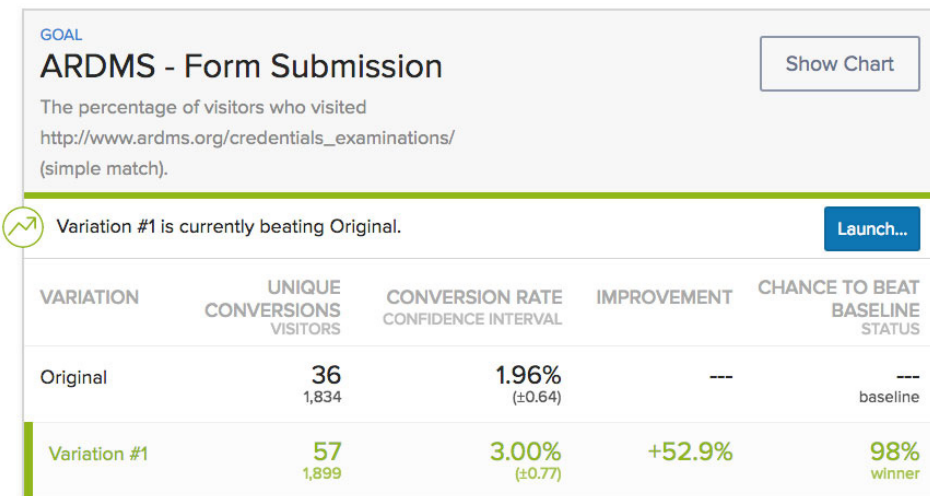 GOAL
ARDMS - Form Submission
Show Chart
The percentage of visitors who visited
http://www.ardms.org/credentials_examinations/
(simple match).
Variation #1 is currently beating Original.
Launch...
VARIATION
UNIQUE
CONVERSIONS
VISITORS
CONVERSION RATE
CONFIDENCE INTERVAL
IMPROVEMENT
CHANCE TO BEAT
BASELINE
STATUS
Original
36
1,834
1.96%
(±0.64)
---
---
baseline
Variation #1
57
1,899
3.00%
(±0.77)
+52.9%
98%
winner